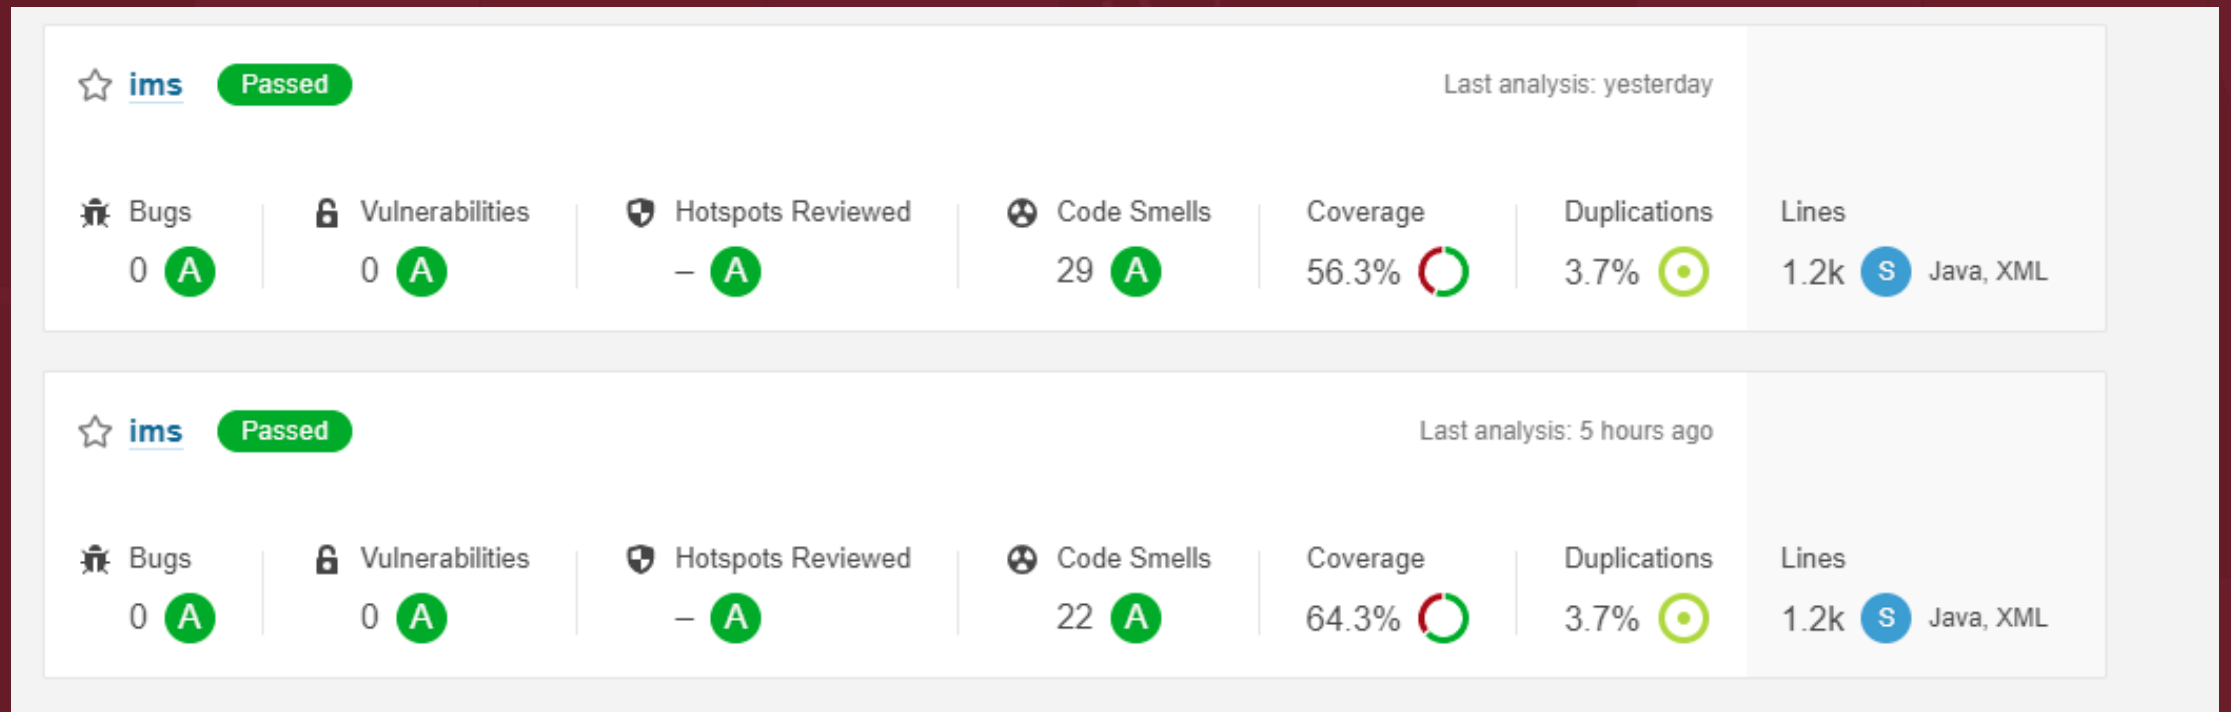 ims Passed Last analysis: yesterday
Bugs Vulnerabilities Hotspots Reviewed Code Smells Coverage Duplications Lines
0 A 0 A – A 29 A 56.3% 3.7% 1.2k S Java, XML
ims Passed Last analysis: 5 hours ago
Bugs Vulnerabilities Hotspots Reviewed Code Smells Coverage Duplications Lines
0 A 0 A – A 22 A 64.3% 3.7% 1.2k S Java, XML